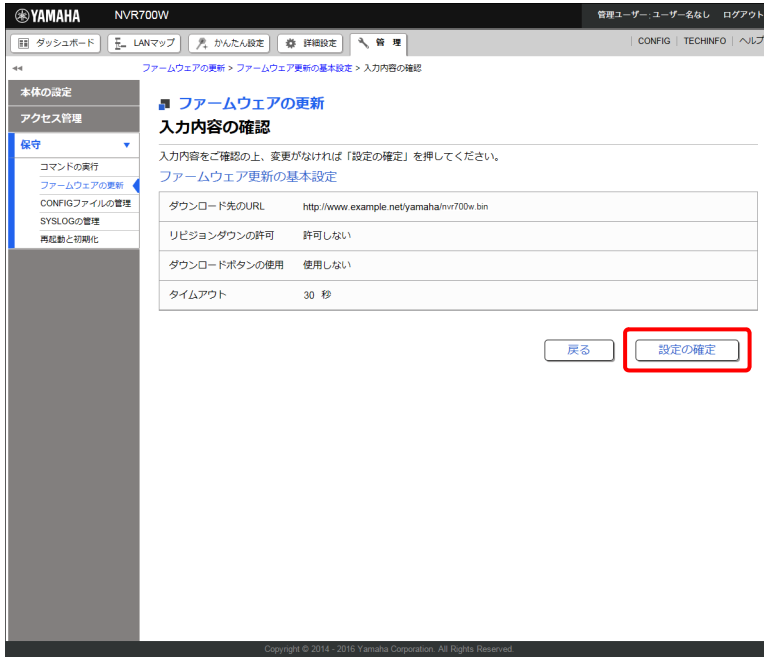 YAMAHA NVR700W 管理ユーザー: ユーザー名なし ログアウト
ダッシュボード LANマップ かんたん設定 詳細設定 管 理 CONFIG TECHINFO ヘルプ
ファームウェアの更新 > ファームウェア更新の基本設定 > 入力内容の確認
本体の設定
アクセス管理
保守
コマンドの実行
ファームウェアの更新
CONFIGファイルの管理
SYSLOGの管理
再起動と初期化
ファームウェアの更新
入力内容の確認
入力内容をご確認の上、変更がなければ「設定の確定」を押してください。
ファームウェア更新の基本設定
ダウンロード先のURL http://www.example.net/yamaha/nvr700w.bin
リビジョンダウンの許可 許可しない
ダウンロードボタンの使用 使用しない
タイムアウト 30 秒
戻る 設定の確定
Copyright © 2014 - 2016 Yamaha Corporation. All Rights Reserved.